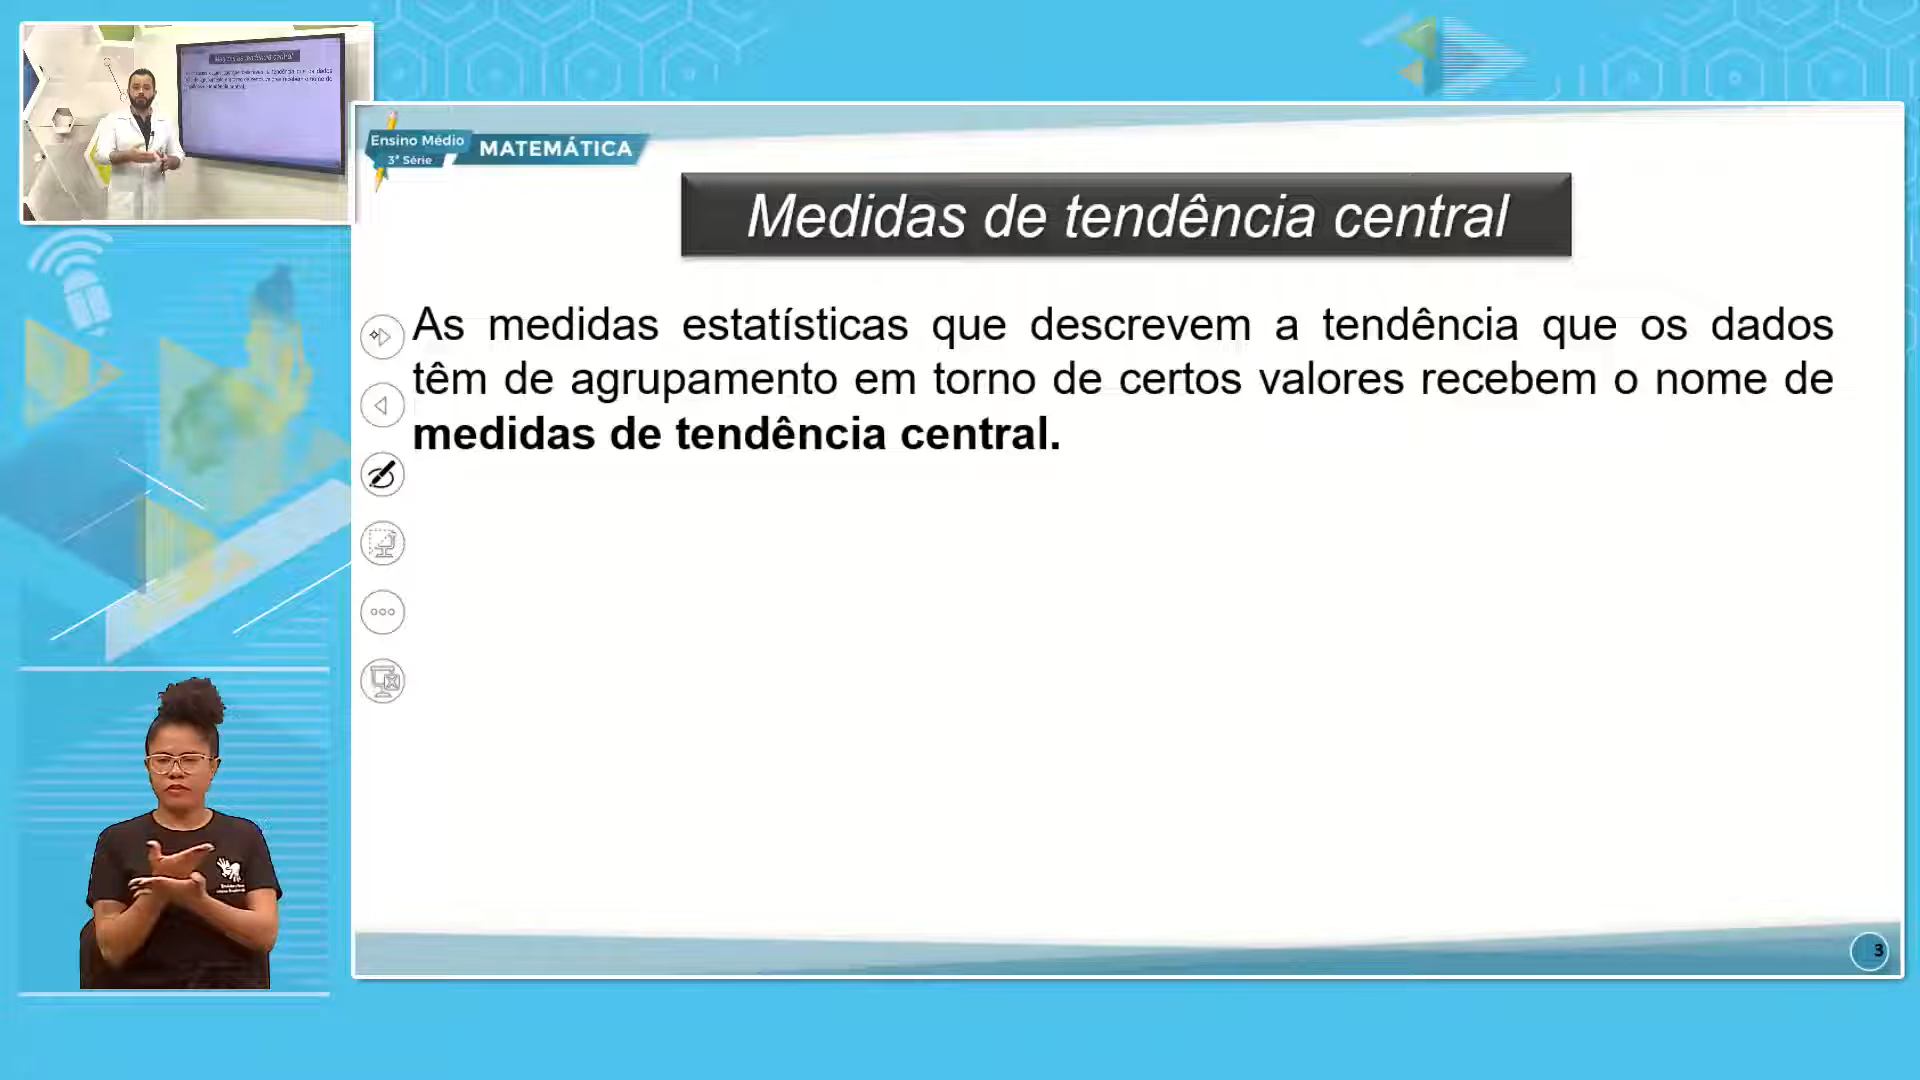 Ensino Médio
3ª Série
MATEMÁTICA
Medidas de tendência central
As medidas estatísticas que descrevem a tendência que os dados
têm de agrupamento em torno de certos valores recebem o nome de
medidas de tendência central.
3